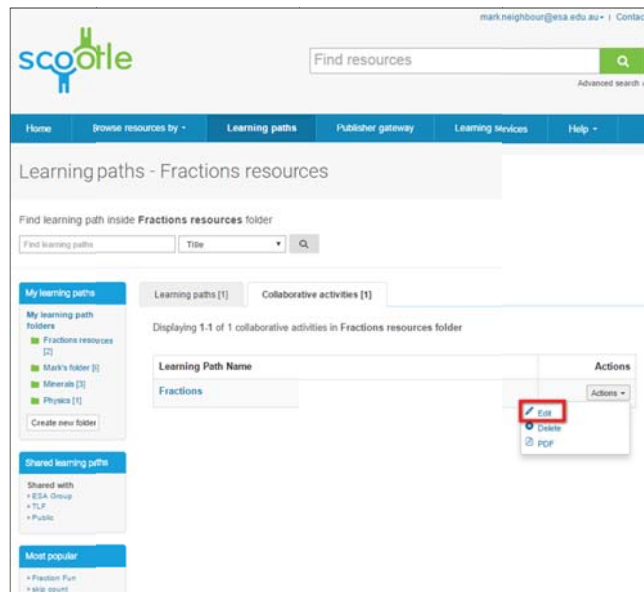 mark.neighbour@esa.edu.au | Contac
scootle
Find resources
Advanced search
Home Browse resources by Learning paths Publisher gateway Learning services Help
Learning paths - Fractions resources
Find learning path inside Fractions resources folder
Find learning paths Title
My learning paths
My learning path
folders
Fractions resources
[2]
Mark's folder
Minerals [3]
Physics [1]
Create new folder
Shared learning paths
Shared with
ESA Group
TLF
Public
Most popular
Fraction Fun
skip count
Learning paths [1] Collaborative activities [1]
Displaying 1-1 of 1 collaborative activities in Fractions resources folder
Learning Path Name Actions
Fractions Actions
Edit
Delete
PDF